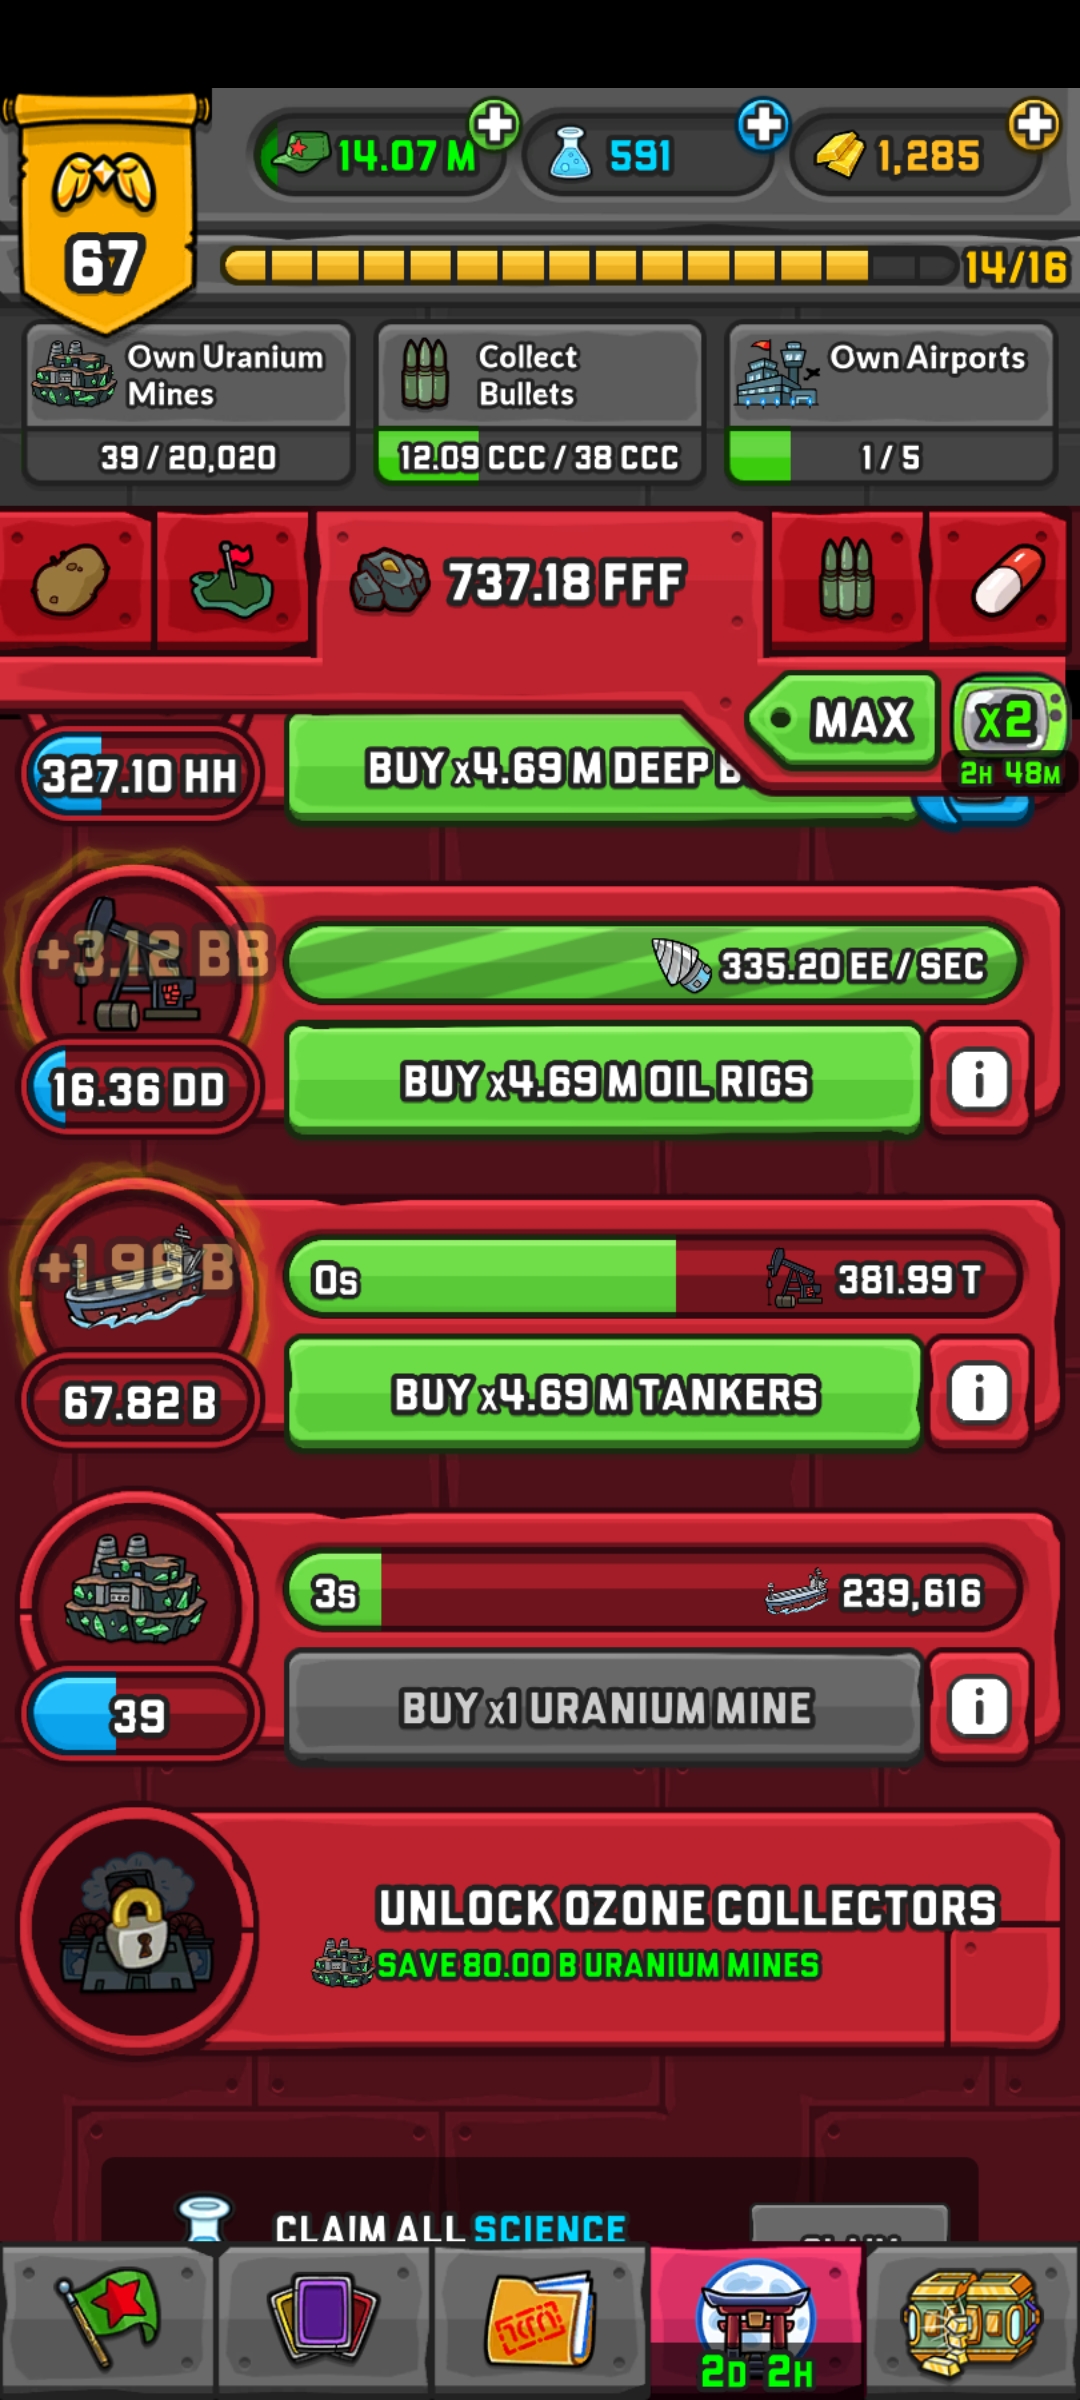 14.07 M
591
1,285
67
14/16
Own Uranium
Mines
39 / 20,020
Collect
Bullets
12.09 CCC / 38 CCC
Own Airports
1 / 5
737.18 FFF
MAX
x2
2H 48M
327.10 HH
BUY x4.69 M DEEP
+3.12 BB
335.20 EE / SEC
16.36 DD
BUY x4.69 M OIL RIGS
i
+1.96 B
0s
381.99 T
67.82 B
BUY x4.69 M TANKERS
i
3s
239,616
39
BUY x1 URANIUM MINE
i
UNLOCK OZONE COLLECTORS
SAVE 80.00 B URANIUM MINES
CLAIM ALL SCIENCE
2D 2H